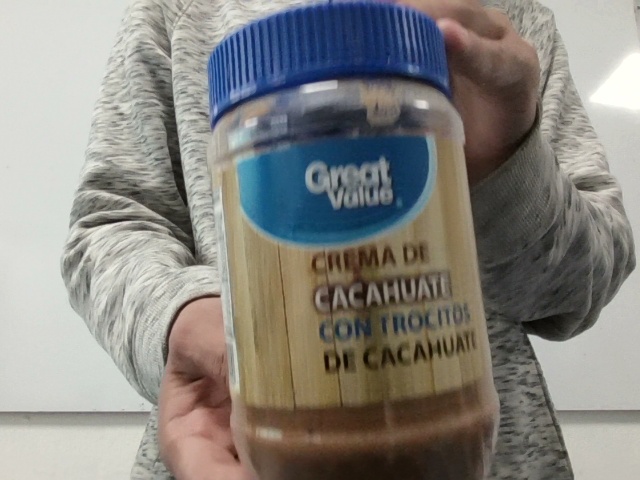 Great
Value
CREMA DE
CACAHUATE
CON TROCITOS
DE CACAHUATE